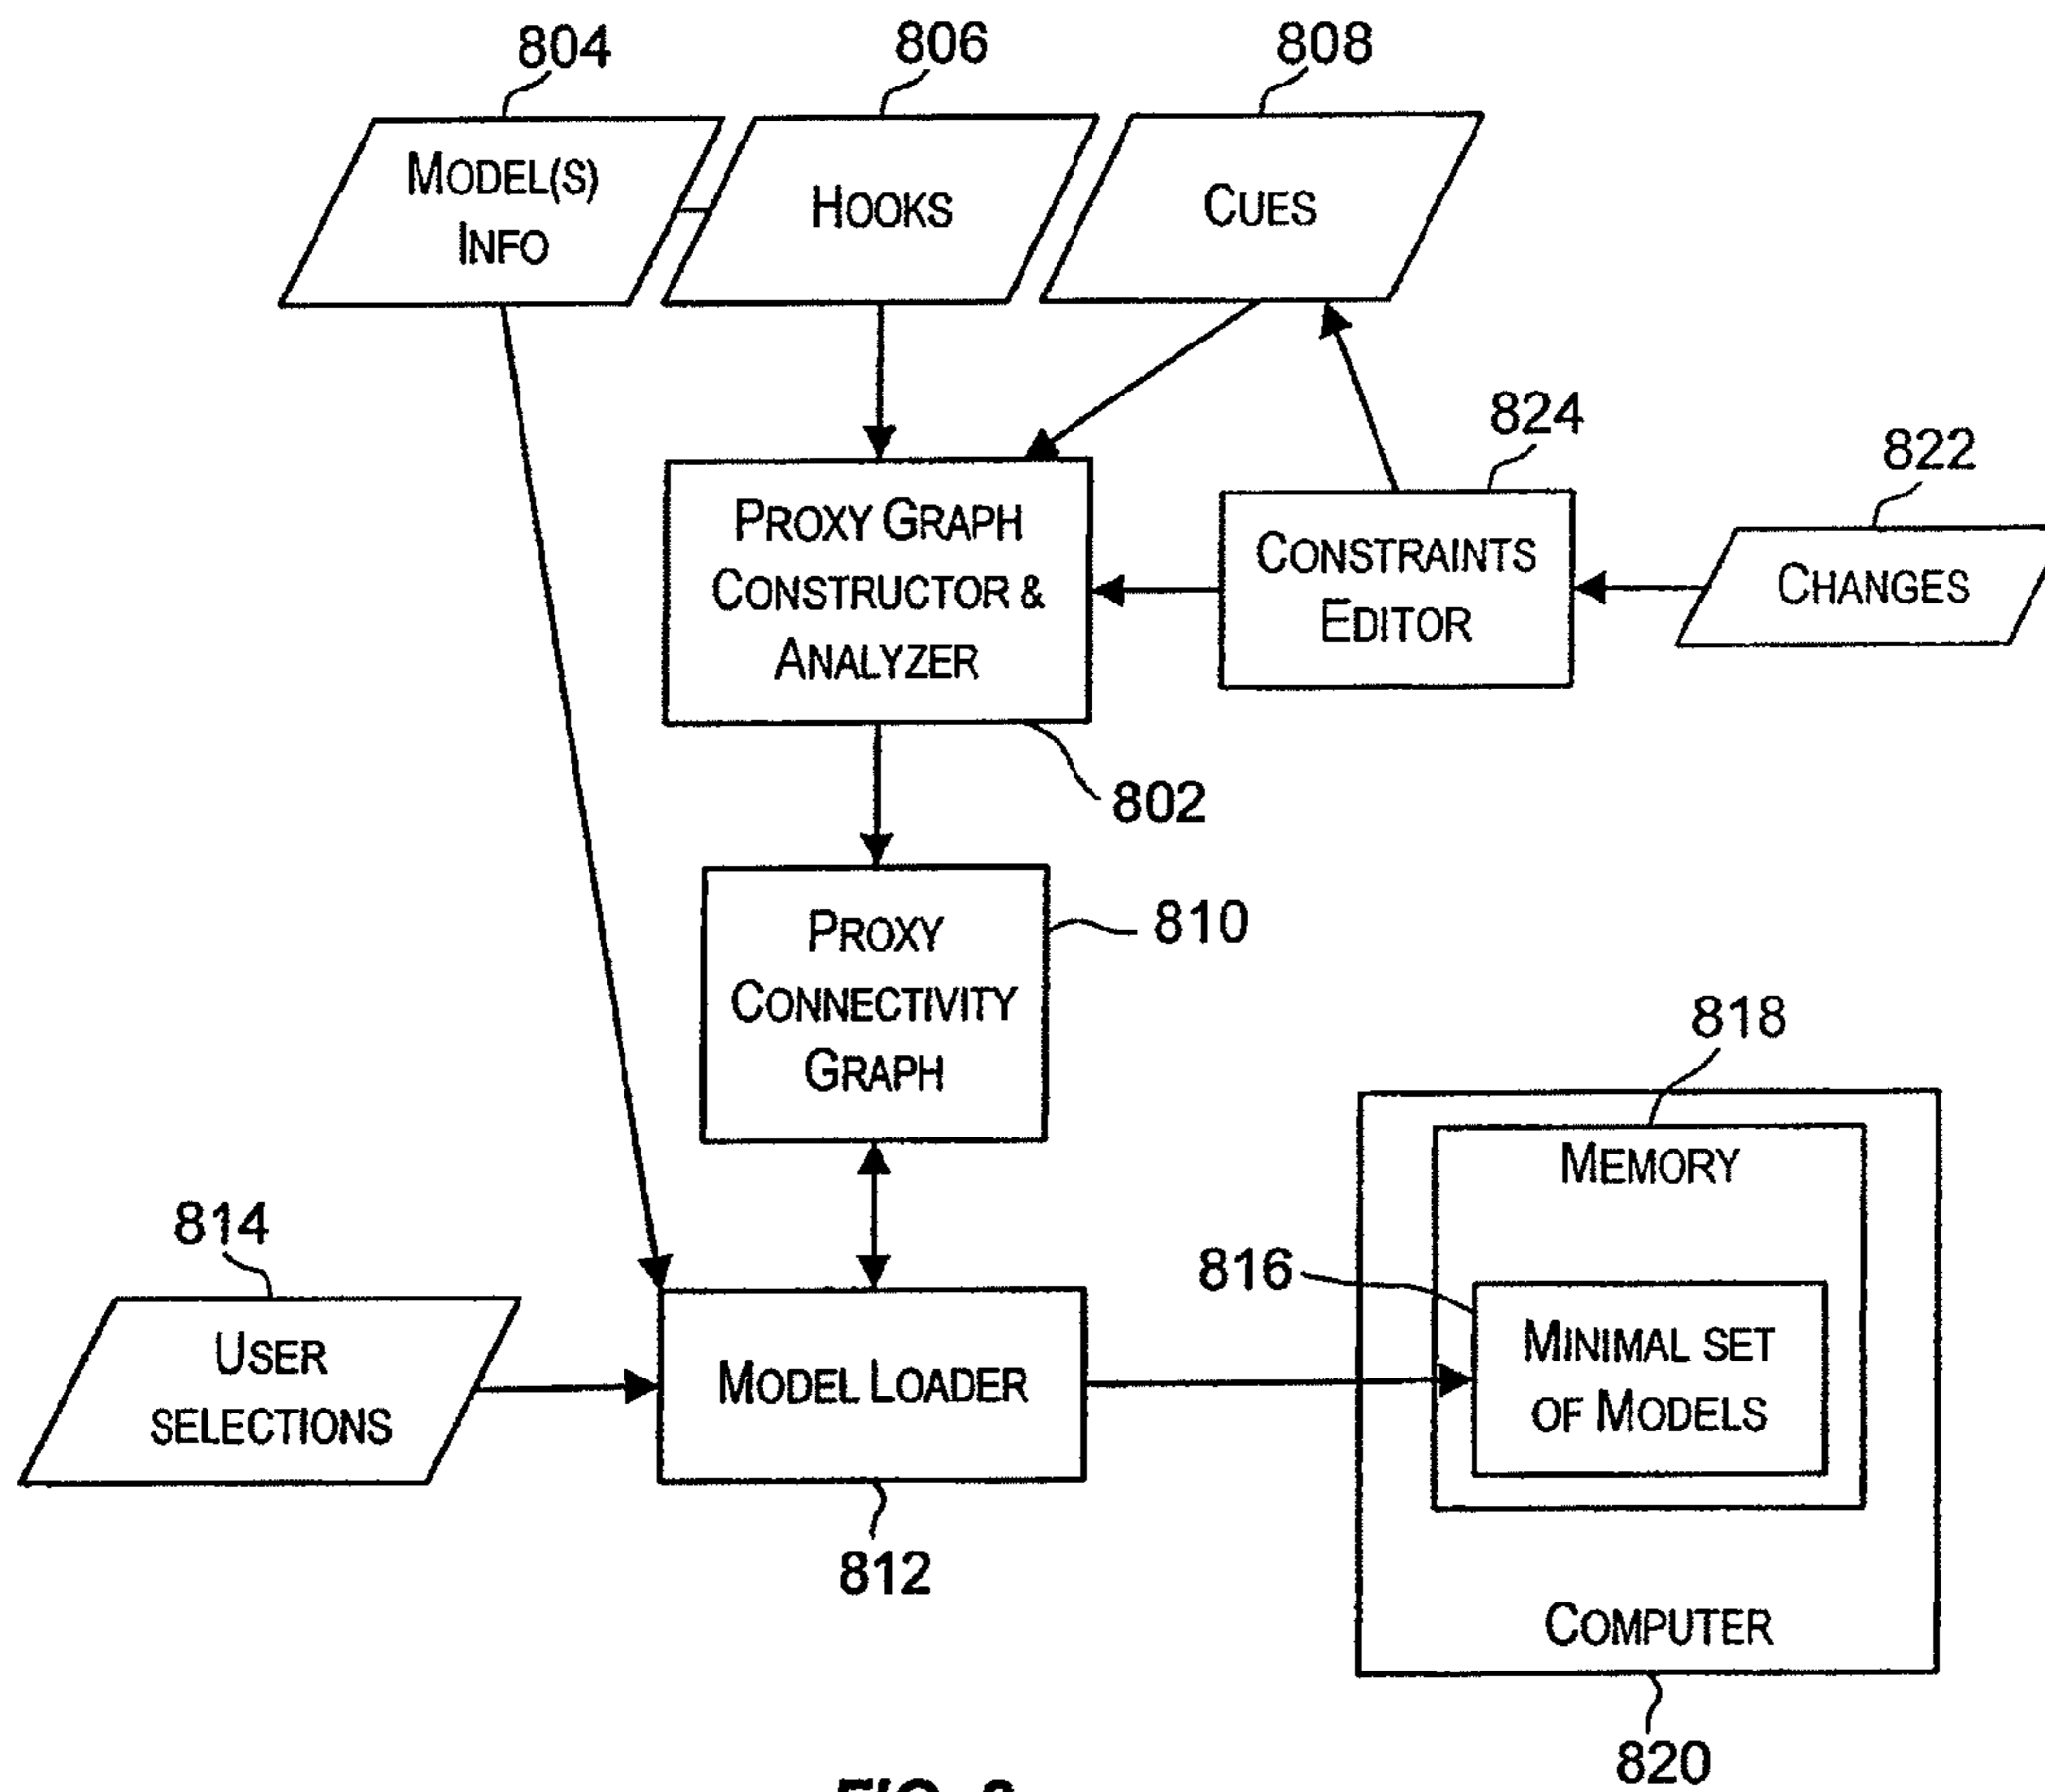 804
806
808
MODEL(S)
INFO
HOOKS
CUES
824
822
PROXY GRAPH
CONSTRUCTOR &
ANALYZER
CONSTRAINTS
EDITOR
CHANGES
802
PROXY
CONNECTIVITY
GRAPH
810
818
MEMORY
814
816
USER
SELECTIONS
MODEL LOADER
MINIMAL SET
OF MODELS
812
COMPUTER
820